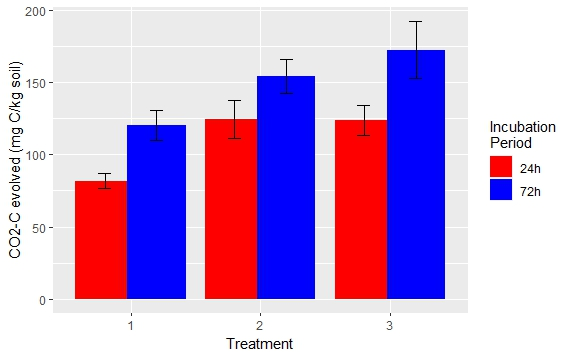 200
150
100
50
0
CO2-C evolved (mg C/kg soil)
1
2
3
Treatment
Incubation
Period
24h
72h